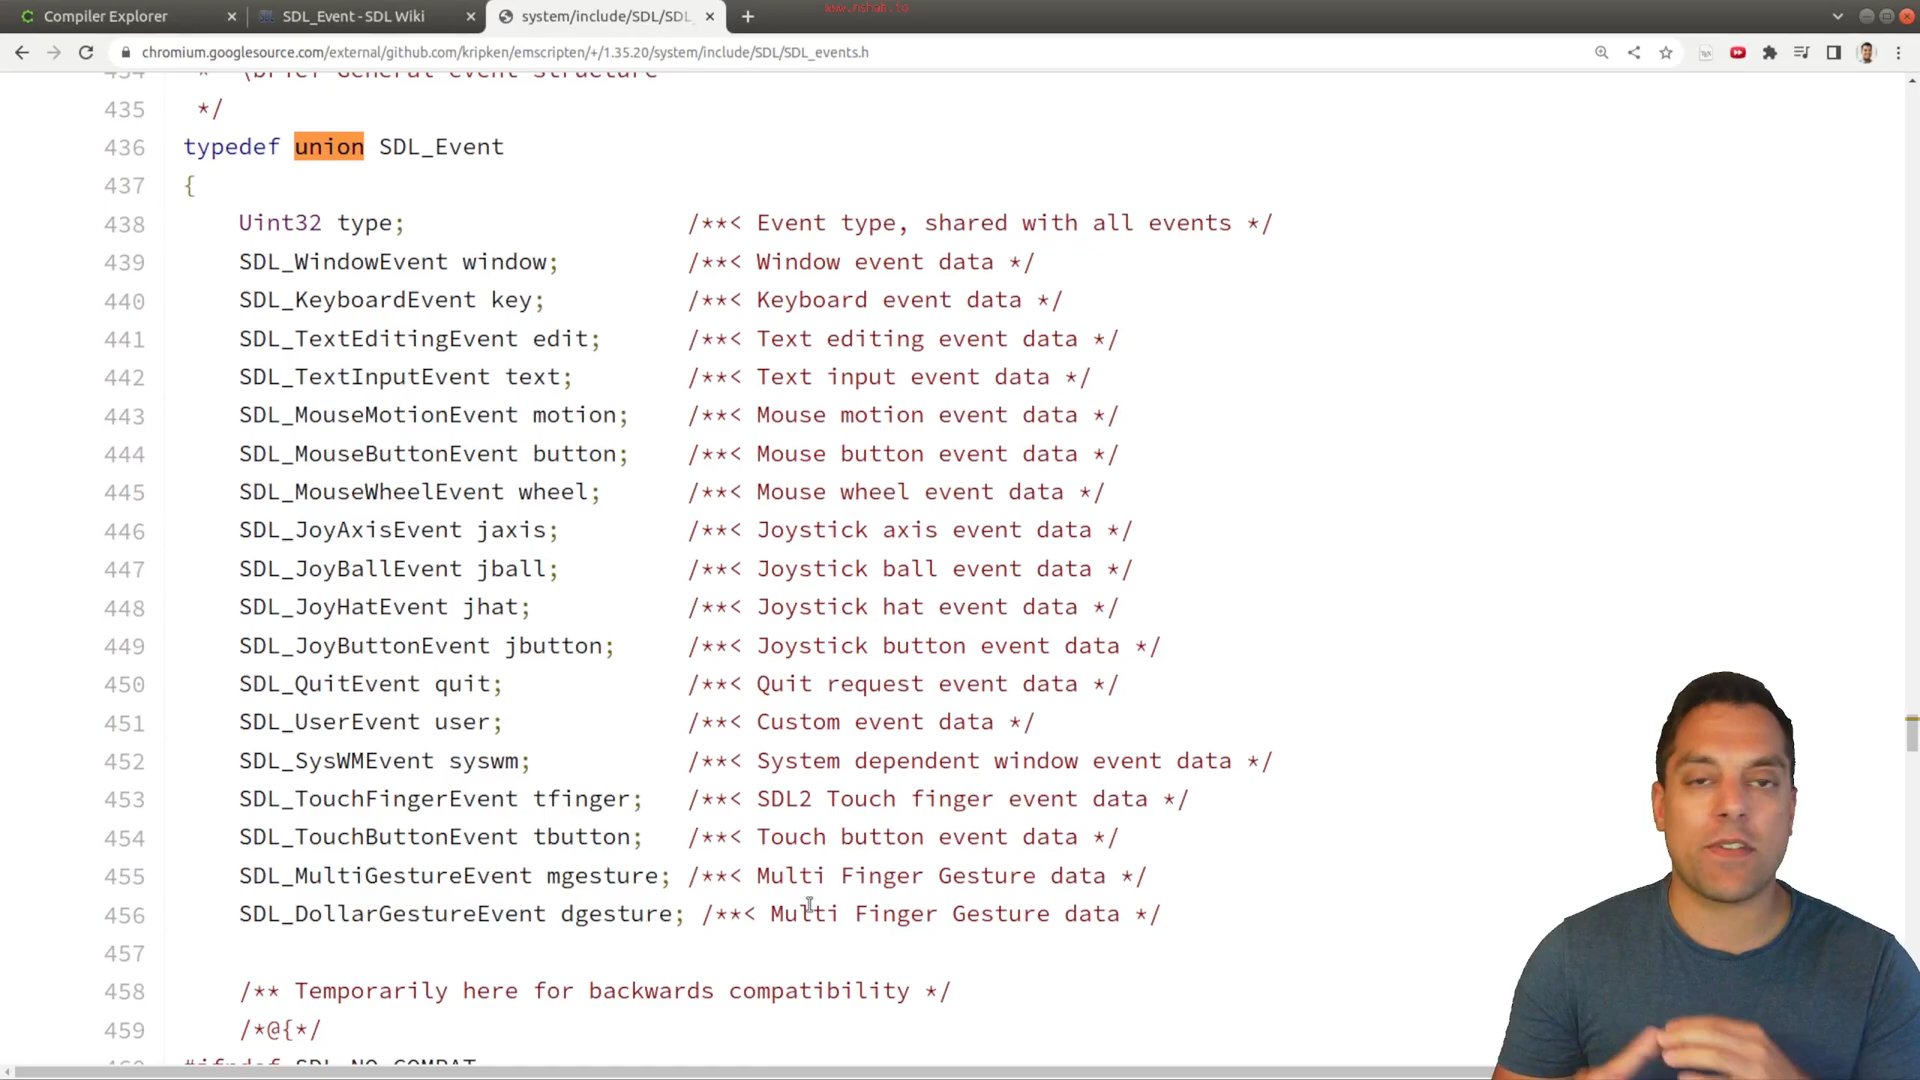 Compiler Explorer
SDL_Event - SDL Wiki
system/include/SDL/SDL_
chromium.googlesource.com/external/github.com/kripken/emscripten/+/1.35.20/system/include/SDL/SDL_events.h
434 * \brief General event structure
435 */
436 typedef union SDL_Event
437 {
438 Uint32 type; /**< Event type, shared with all events */
439 SDL_WindowEvent window; /**< Window event data */
440 SDL_KeyboardEvent key; /**< Keyboard event data */
441 SDL_TextEditingEvent edit; /**< Text editing event data */
442 SDL_TextInputEvent text; /**< Text input event data */
443 SDL_MouseMotionEvent motion; /**< Mouse motion event data */
444 SDL_MouseButtonEvent button; /**< Mouse button event data */
445 SDL_MouseWheelEvent wheel; /**< Mouse wheel event data */
446 SDL_JoyAxisEvent jaxis; /**< Joystick axis event data */
447 SDL_JoyBallEvent jball; /**< Joystick ball event data */
448 SDL_JoyHatEvent jhat; /**< Joystick hat event data */
449 SDL_JoyButtonEvent jbutton; /**< Joystick button event data */
450 SDL_QuitEvent quit; /**< Quit request event data */
451 SDL_UserEvent user; /**< Custom event data */
452 SDL_SysWMEvent syswm; /**< System dependent window event data */
453 SDL_TouchFingerEvent tfinger; /**< SDL2 Touch finger event data */
454 SDL_TouchButtonEvent tbutton; /**< Touch button event data */
455 SDL_MultiGestureEvent mgesture; /**< Multi Finger Gesture data */
456 SDL_DollarGestureEvent dgesture; /**< Multi Finger Gesture data */
457
458 /** Temporarily here for backwards compatibility */
459 /*@{*/
460 #ifndef SDL_NO_COMPAT